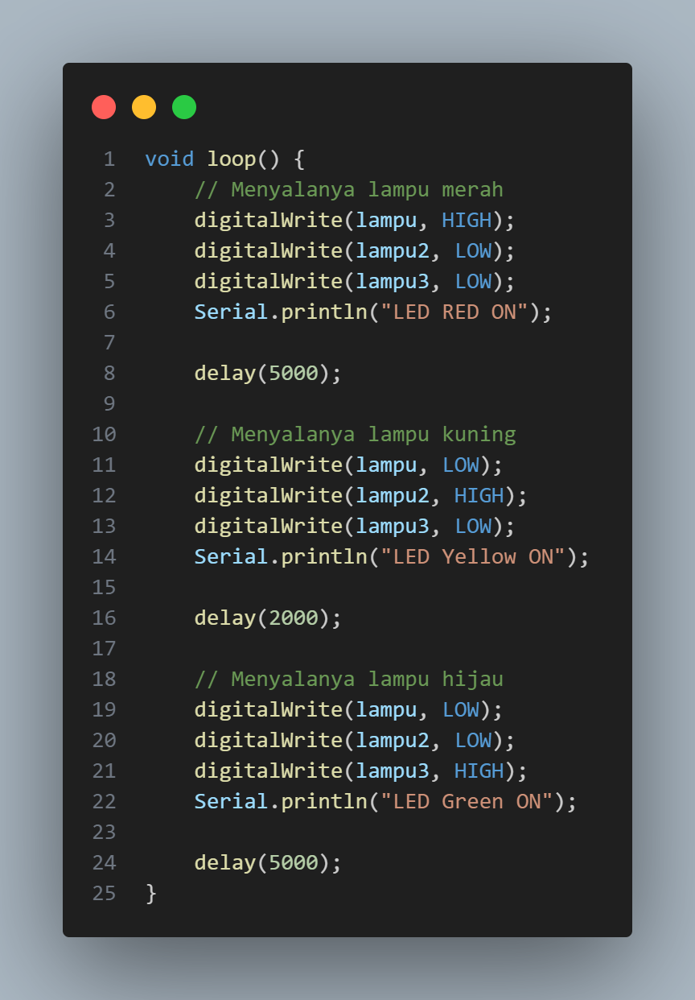 1 void loop() {
2     // Menyalanya lampu merah
3     digitalWrite(lampu, HIGH);
4     digitalWrite(lampu2, LOW);
5     digitalWrite(lampu3, LOW);
6     Serial.println("LED RED ON");
7
8     delay(5000);
9
10     // Menyalanya lampu kuning
11     digitalWrite(lampu, LOW);
12     digitalWrite(lampu2, HIGH);
13     digitalWrite(lampu3, LOW);
14     Serial.println("LED Yellow ON");
15
16     delay(2000);
17
18     // Menyalanya lampu hijau
19     digitalWrite(lampu, LOW);
20     digitalWrite(lampu2, LOW);
21     digitalWrite(lampu3, HIGH);
22     Serial.println("LED Green ON");
23
24     delay(5000);
25 }